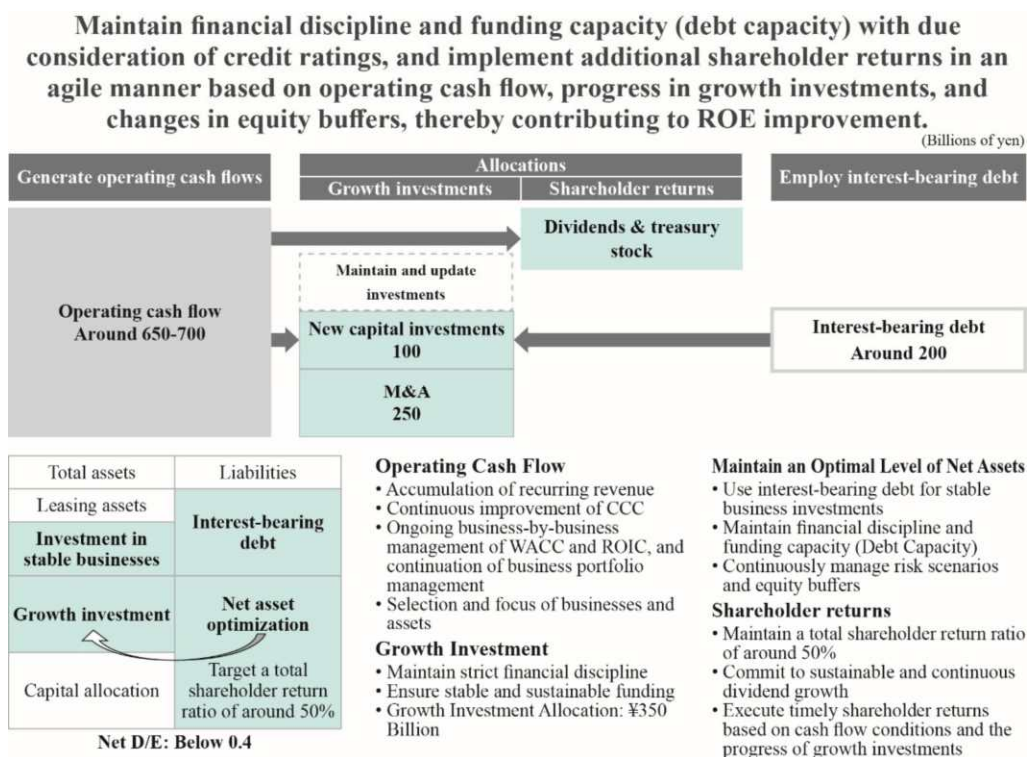 Maintain financial discipline and funding capacity (debt capacity) with due
consideration of credit ratings, and implement additional shareholder returns in an
agile manner based on operating cash flow, progress in growth investments, and
changes in equity buffers, thereby contributing to ROE improvement.
(Billions of yen)
Generate operating cash flows
Allocations
Growth investments
Shareholder returns
Employ interest-bearing debt
Operating cash flow
Around 650-700
Dividends & treasury
stock
Maintain and update
investments
New capital investments
100
M&A
250
Interest-bearing debt
Around 200
Total assets
Liabilities
Leasing assets
Investment in
stable businesses
Interest-bearing
debt
Growth investment
Net asset
optimization
Capital allocation
Target a total
shareholder return
ratio of around 50%
Net D/E: Below 0.4
Operating Cash Flow
• Accumulation of recurring revenue
• Continuous improvement of CCC
• Ongoing business-by-business
management of WACC and ROIC, and
continuation of business portfolio
management
• Selection and focus of businesses and
assets
Growth Investment
• Maintain strict financial discipline
• Ensure stable and sustainable funding
• Growth Investment Allocation: ¥350
Billion
Maintain an Optimal Level of Net Assets
• Use interest-bearing debt for stable
business investments
• Maintain financial discipline and
funding capacity (Debt Capacity)
• Continuously manage risk scenarios
and equity buffers
Shareholder returns
• Maintain a total shareholder return ratio
of around 50%
• Commit to sustainable and continuous
dividend growth
• Execute timely shareholder returns
based on cash flow conditions and the
progress of growth investments